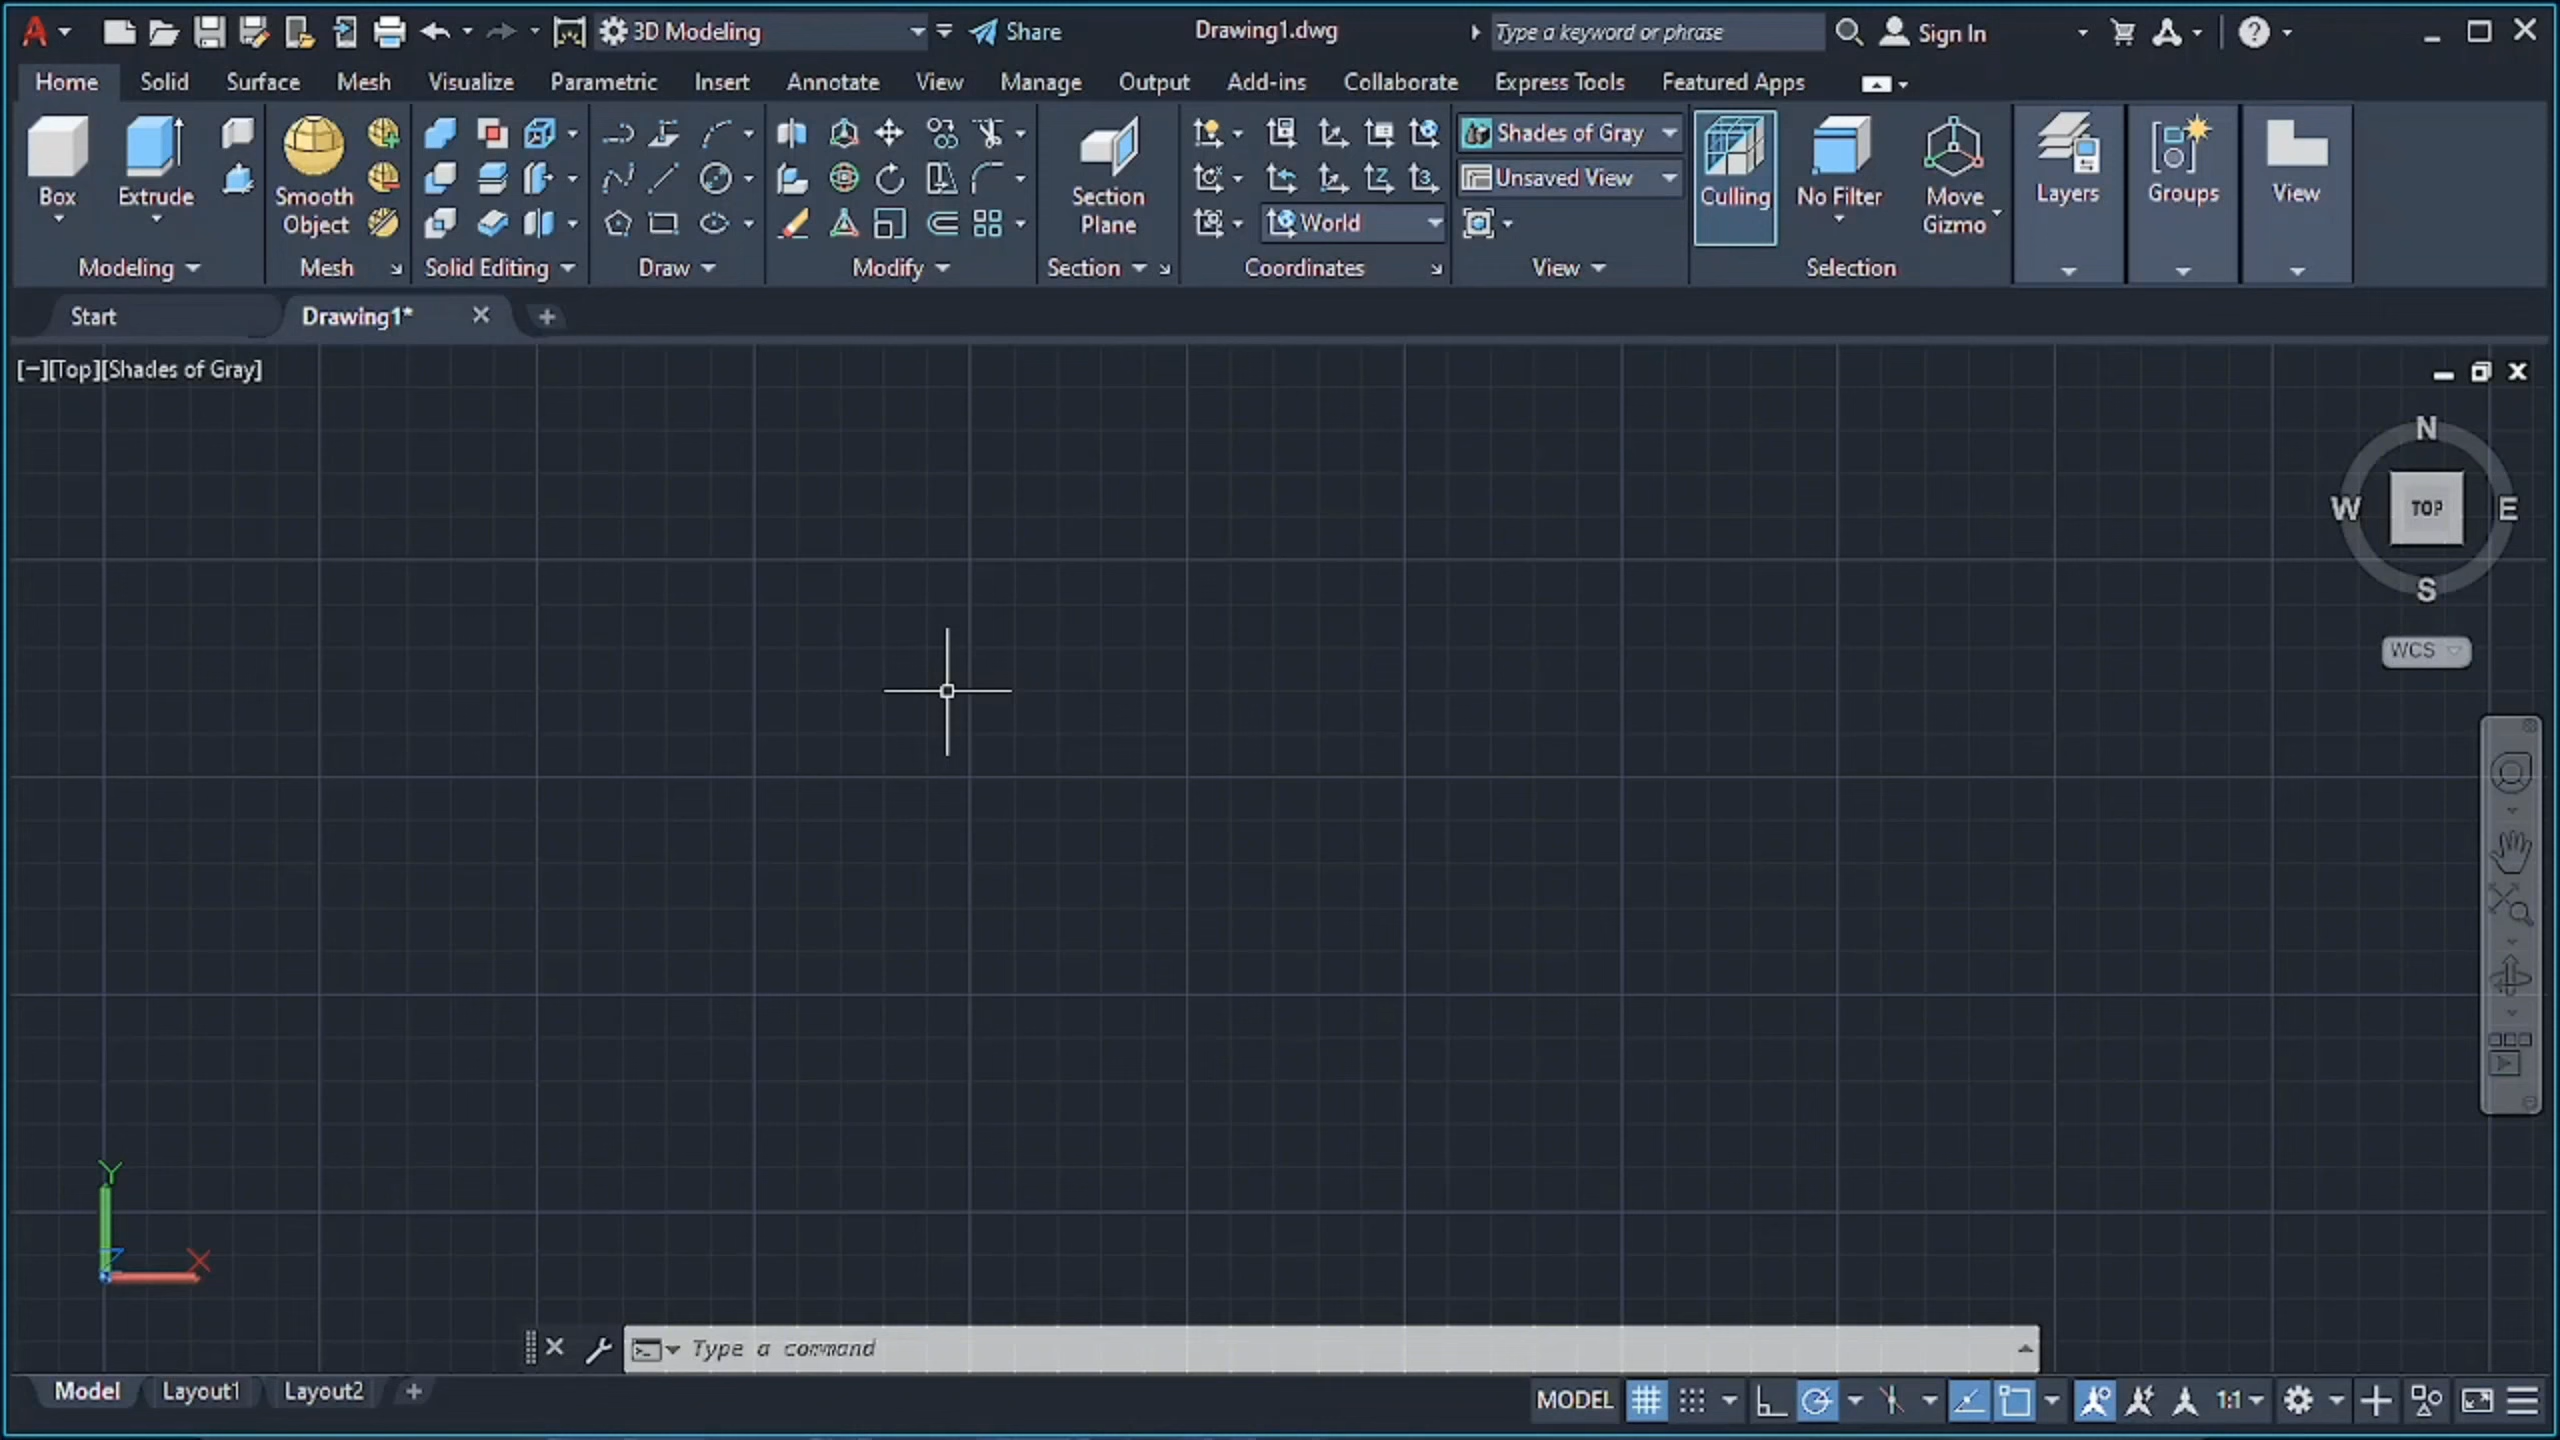 3D Modeling Share Drawing1.dwg Type a keyword or phrase Sign In
Home Solid Surface Mesh Visualize Parametric Insert Annotate View Manage Output Add-ins Collaborate Express Tools Featured Apps
Box Extrude Smooth Object Section Plane Shades of Gray Unsaved View World Culling No Filter Move Gizmo Layers Groups View
Modeling Mesh Solid Editing Draw Modify Section Coordinates View Selection
Start Drawing1*
[−][Top][Shades of Gray]
N
W TOP E
S
WCS
Y
X
Type a command
Model Layout1 Layout2 MODEL 1:1